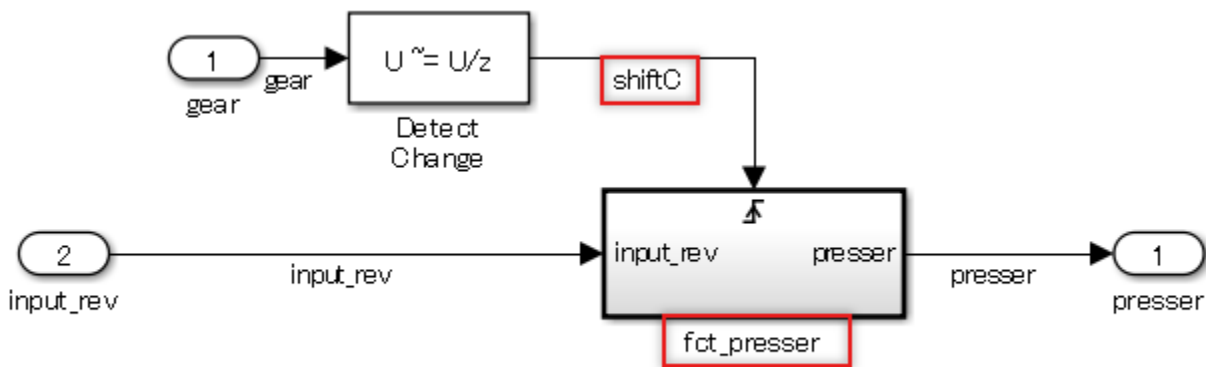 1
gear
gear
U ~= U/z
Detect
Change
shiftC
2
input_rev
input_rev
input_rev
presser
fct_presser
presser
1
presser